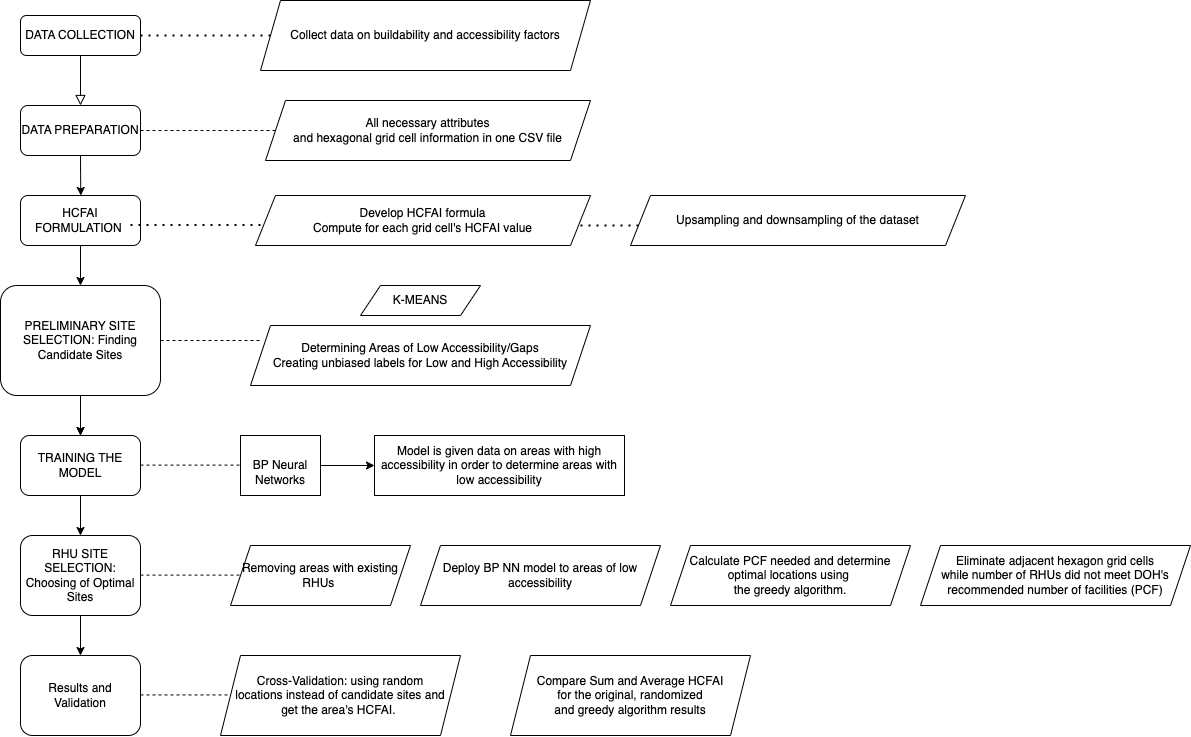 DATA COLLECTION
Collect data on buildability and accessibility factors
DATA PREPARATION
All necessary attributes
and hexagonal grid cell information in one CSV file
HCFAI
FORMULATION
Develop HCFAI formula
Compute for each grid cell's HCFAI value
Upsampling and downsampling of the dataset
PRELIMINARY SITE
SELECTION: Finding
Candidate Sites
K-MEANS
Determining Areas of Low Accessibility/Gaps
Creating unbiased labels for Low and High Accessibility
TRAINING THE
MODEL
BP Neural
Networks
Model is given data on areas with high
accessibility in order to determine areas with
low accessibility
RHU SITE
SELECTION:
Choosing of Optimal
Sites
Removing areas with existing
RHUs
Deploy BP NN model to areas of low
accessibility
Calculate PCF needed and determine
optimal locations using
the greedy algorithm.
Eliminate adjacent hexagon grid cells
while number of RHUs did not meet DOH's
recommended number of facilities (PCF)
Results and
Validation
Cross-Validation: using random
locations instead of candidate sites and
get the area's HCFAI.
Compare Sum and Average HCFAI
for the original, randomized
and greedy algorithm results